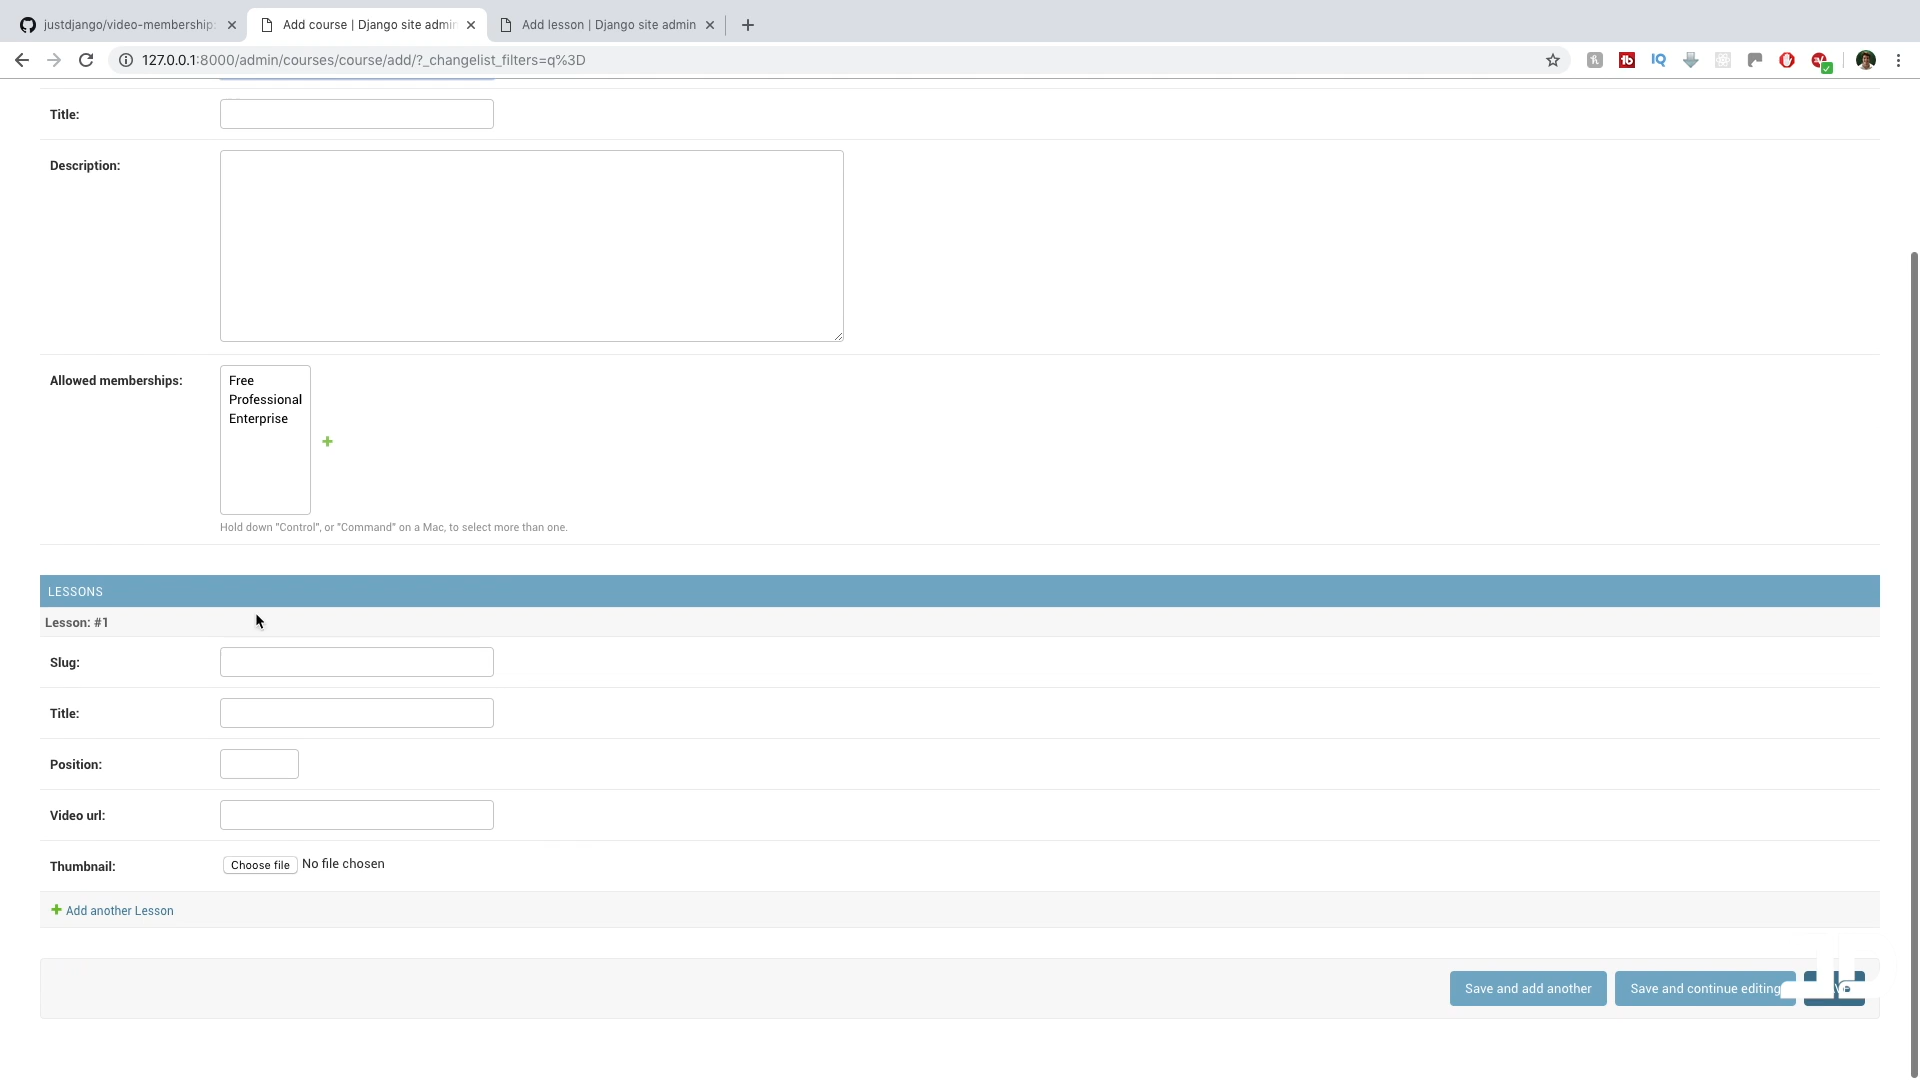 justdjango/video-membership
Add course | Django site admin
Add lesson | Django site admin
127.0.0.1:8000/admin/courses/course/add/?_changelist_filters=q%3D
Title:
Description:
Allowed memberships:
Free
Professional
Enterprise
Hold down "Control", or "Command" on a Mac, to select more than one.
LESSONS
Lesson: #1
Slug:
Title:
Position:
Video url:
Thumbnail:
Choose file No file chosen
Add another Lesson
Save and add another
Save and continue editing